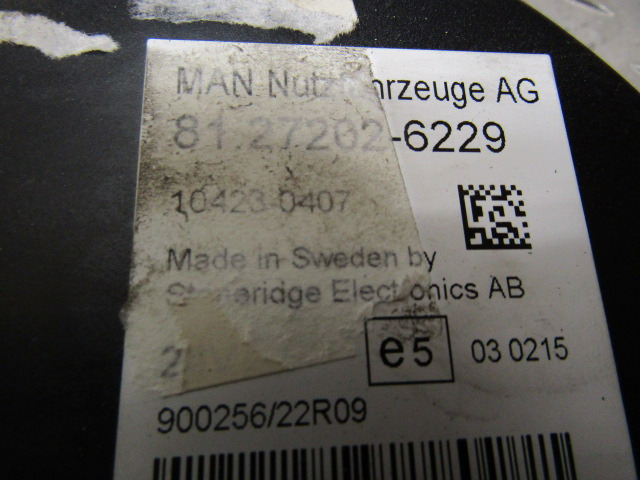 MAN Nutzfahrzeuge AG
81.27202-6229
10423-0407
Made in Sweden by
Stoneridge Electronics AB
e5 03 0215
900256/22R09